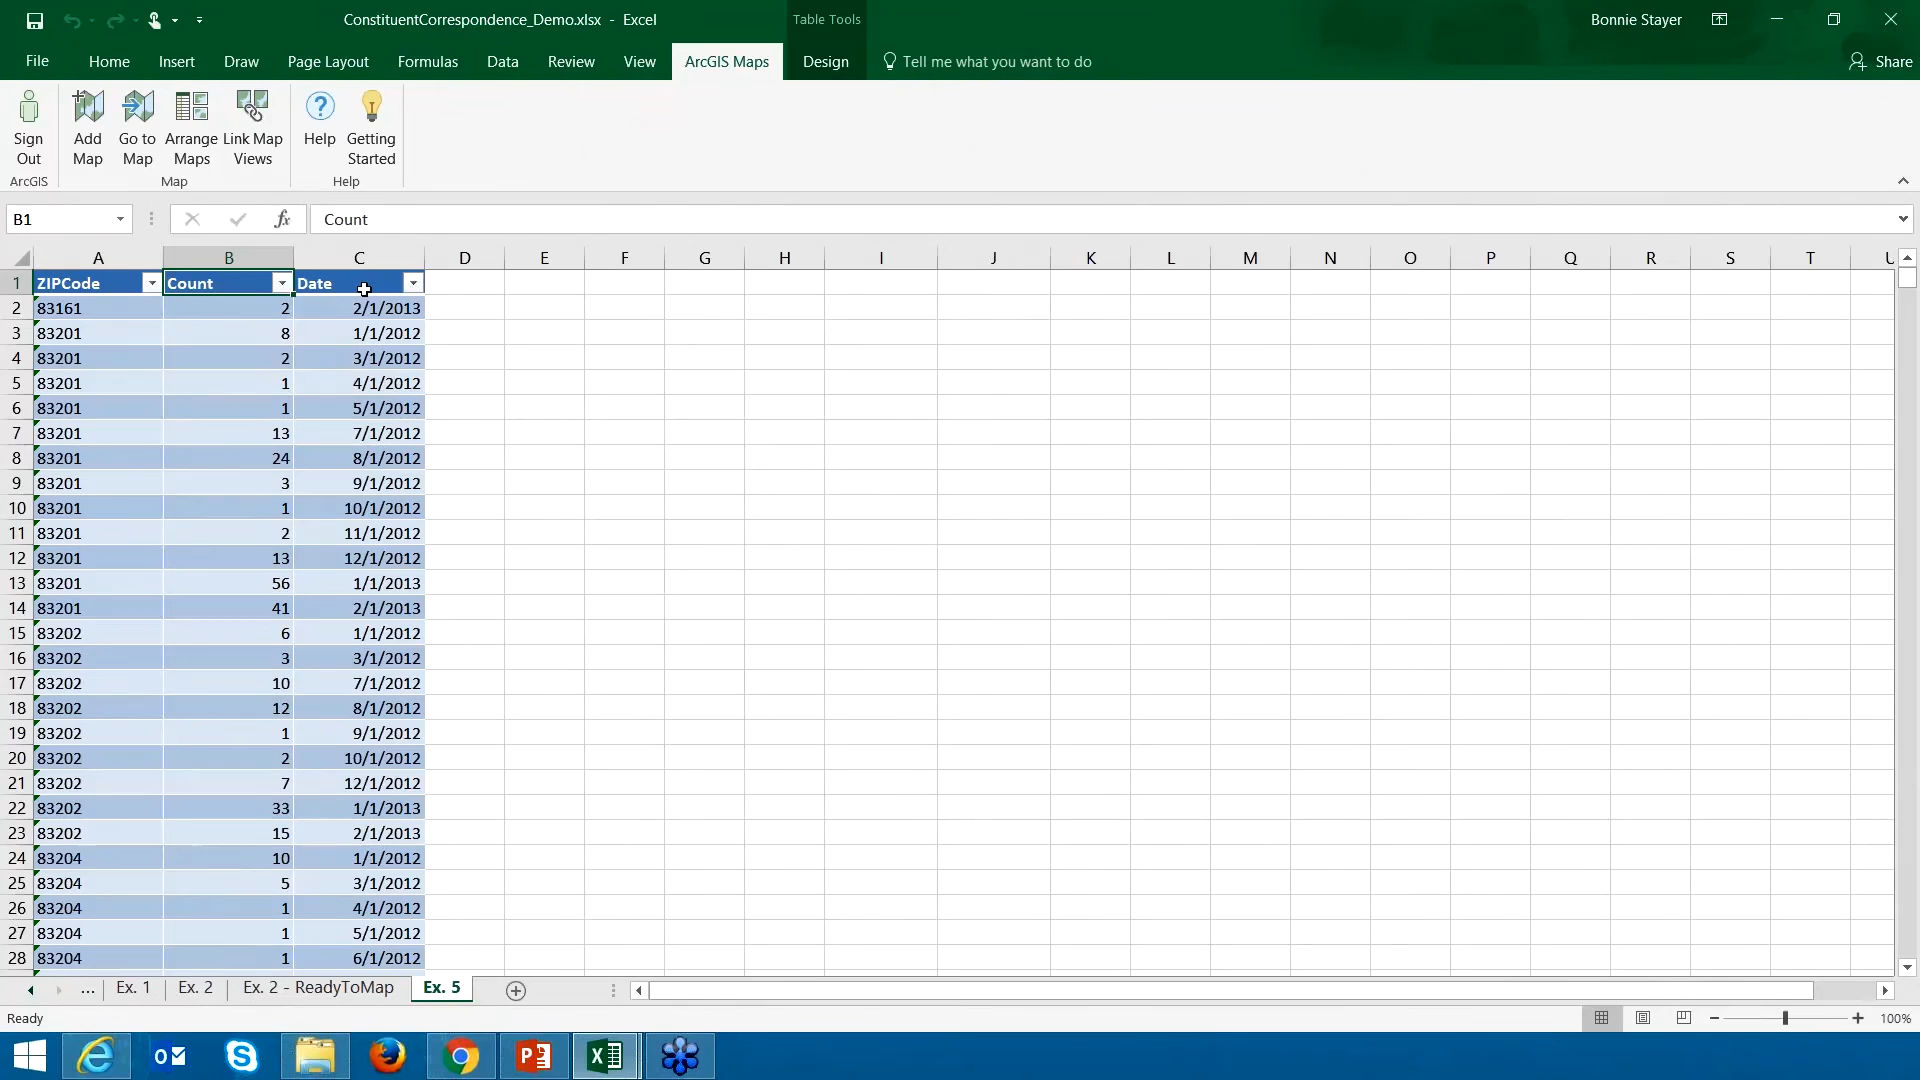 ConstituentCorrespondence_Demo.xlsx - Excel
Table Tools
Bonnie Stayer
File Home Insert Draw Page Layout Formulas Data Review View ArcGIS Maps Design Tell me what you want to do Share
Sign Out
Add Map
Go to Map
Arrange Maps
Link Map Views
Help
Getting Started
ArcGIS Map Help
B1 fx Count
A B C D E F G H I J K L M N O P Q R S T U
1 ZIPCode Count Date
2 83161 2 2/1/2013
3 83201 8 1/1/2012
4 83201 2 3/1/2012
5 83201 1 4/1/2012
6 83201 1 5/1/2012
7 83201 13 7/1/2012
8 83201 24 8/1/2012
9 83201 3 9/1/2012
10 83201 1 10/1/2012
11 83201 2 11/1/2012
12 83201 13 12/1/2012
13 83201 56 1/1/2013
14 83201 41 2/1/2013
15 83202 6 1/1/2012
16 83202 3 3/1/2012
17 83202 10 7/1/2012
18 83202 12 8/1/2012
19 83202 1 9/1/2012
20 83202 2 10/1/2012
21 83202 7 12/1/2012
22 83202 33 1/1/2013
23 83202 15 2/1/2013
24 83204 10 1/1/2012
25 83204 5 3/1/2012
26 83204 1 4/1/2012
27 83204 1 5/1/2012
28 83204 1 6/1/2012
... Ex. 1 Ex. 2 Ex. 2 - ReadyToMap Ex. 5
Ready 100%